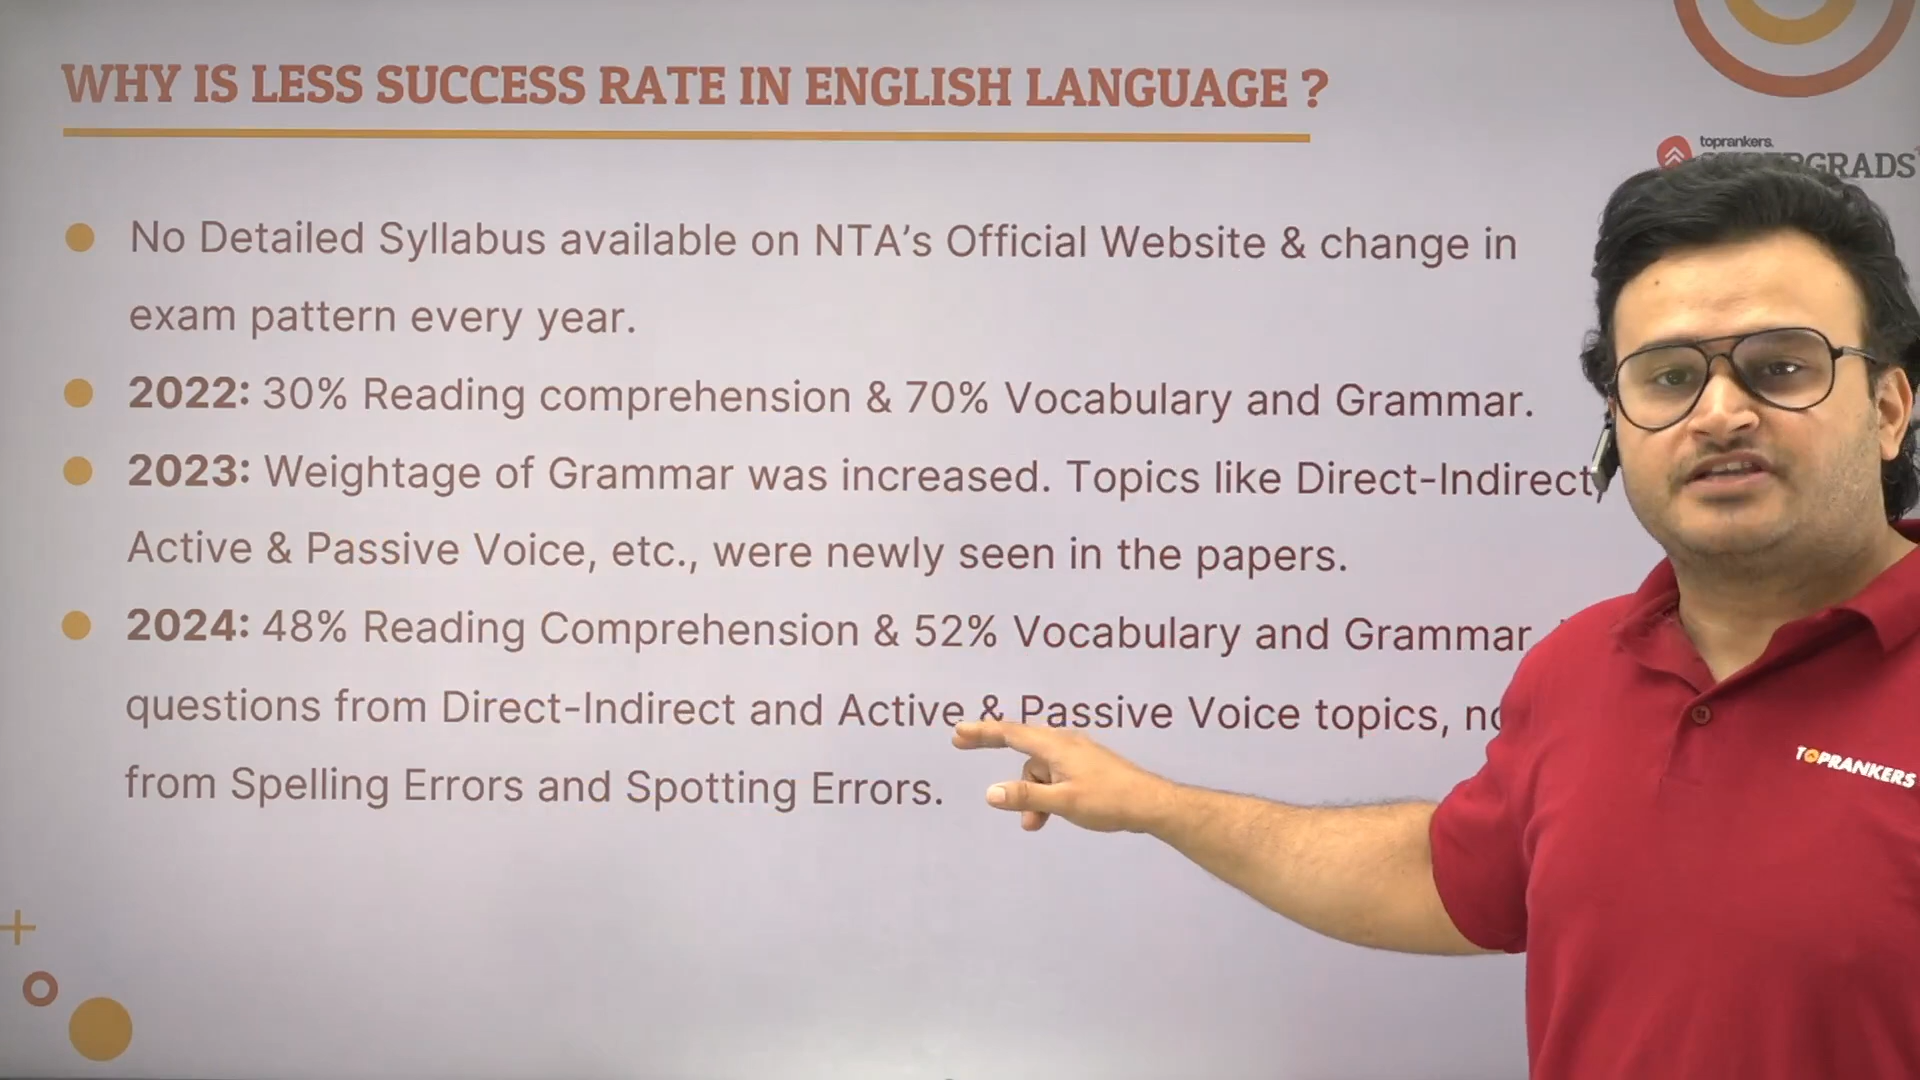 WHY IS LESS SUCCESS RATE IN ENGLISH LANGUAGE ?
toprankers.
GRADS
No Detailed Syllabus available on NTA's Official Website & change in
exam pattern every year.
2022: 30% Reading comprehension & 70% Vocabulary and Grammar.
2023: Weightage of Grammar was increased. Topics like Direct-Indirect,
Active & Passive Voice, etc., were newly seen in the papers.
2024: 48% Reading Comprehension & 52% Vocabulary and Grammar
questions from Direct-Indirect and Active & Passive Voice topics,
from Spelling Errors and Spotting Errors.
TOPRANKERS